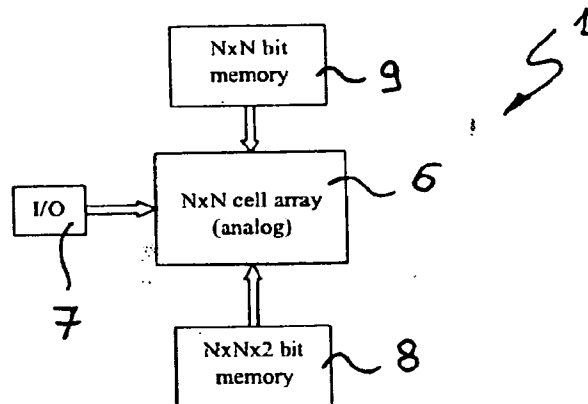 1
NxN bit
memory
9
NxN cell array
(analog)
6
I/O
7
NxNx2 bit
memory
8